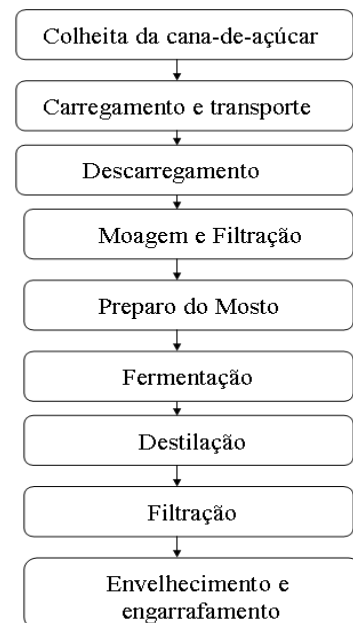 Colheita da cana-de-açúcar
Carregamento e transporte
Descarregamento
Moagem e Filtração
Preparo do Mosto
Fermentação
Destilação
Filtração
Envelhecimento e
engarrafamento